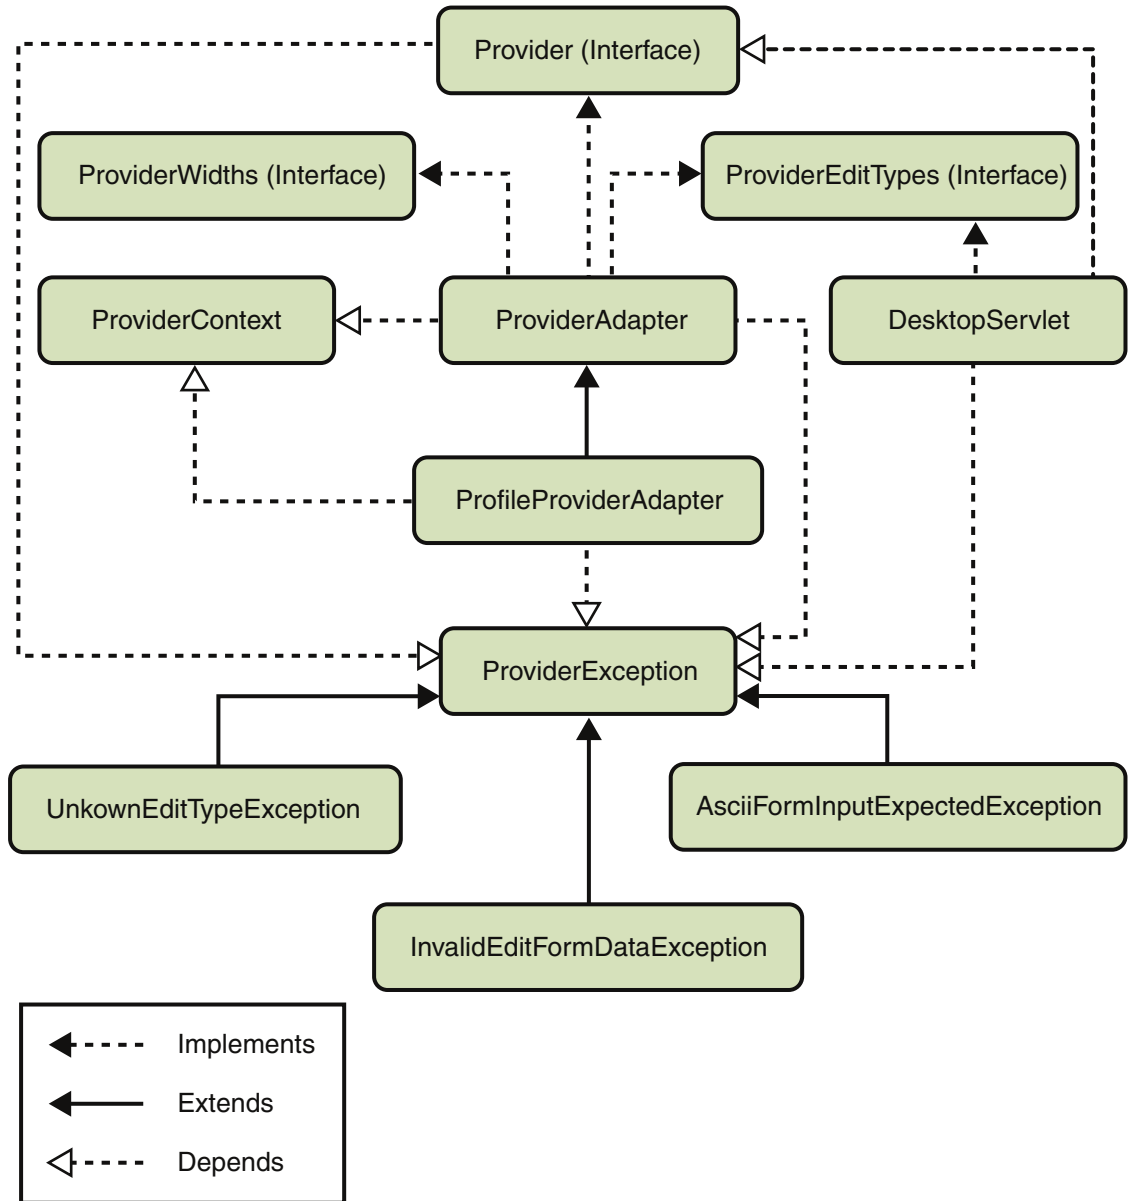 Provider (Interface)
ProviderWidths (Interface)
ProviderEditTypes (Interface)
ProviderContext
ProviderAdapter
DesktopServlet
ProfileProviderAdapter
ProviderException
UnkownEditTypeException
AsciiFormInputExpectedException
InvalidEditFormDataException
Implements
Extends
Depends